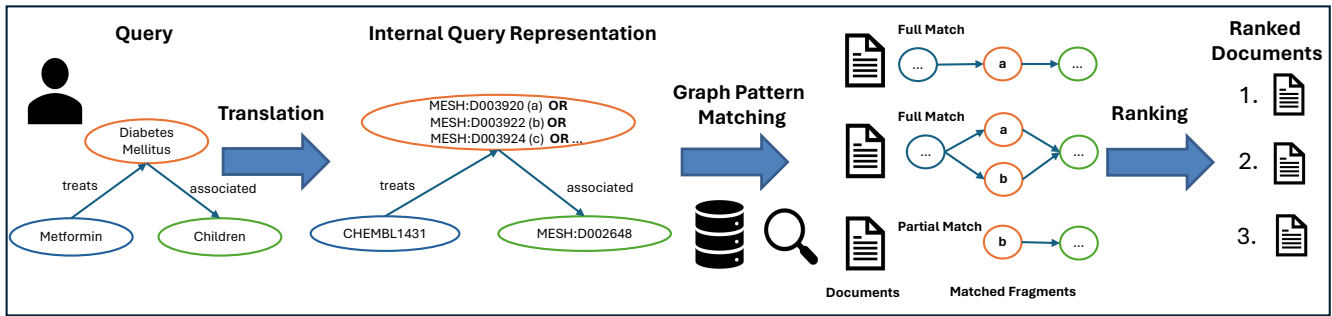 Query
Diabetes
Mellitus
treats
associated
Metformin
Children
Translation
Internal Query Representation
MESH:D003920 (a) OR
MESH:D003922 (b) OR
MESH:D003924 (c) OR ...
treats
associated
CHEMBL1431
MESH:D002648
Graph Pattern
Matching
Full Match
... a ...
Full Match
a
... ...
b
Partial Match
b ...
Documents
Matched Fragments
Ranking
Ranked
Documents
1.
2.
3.